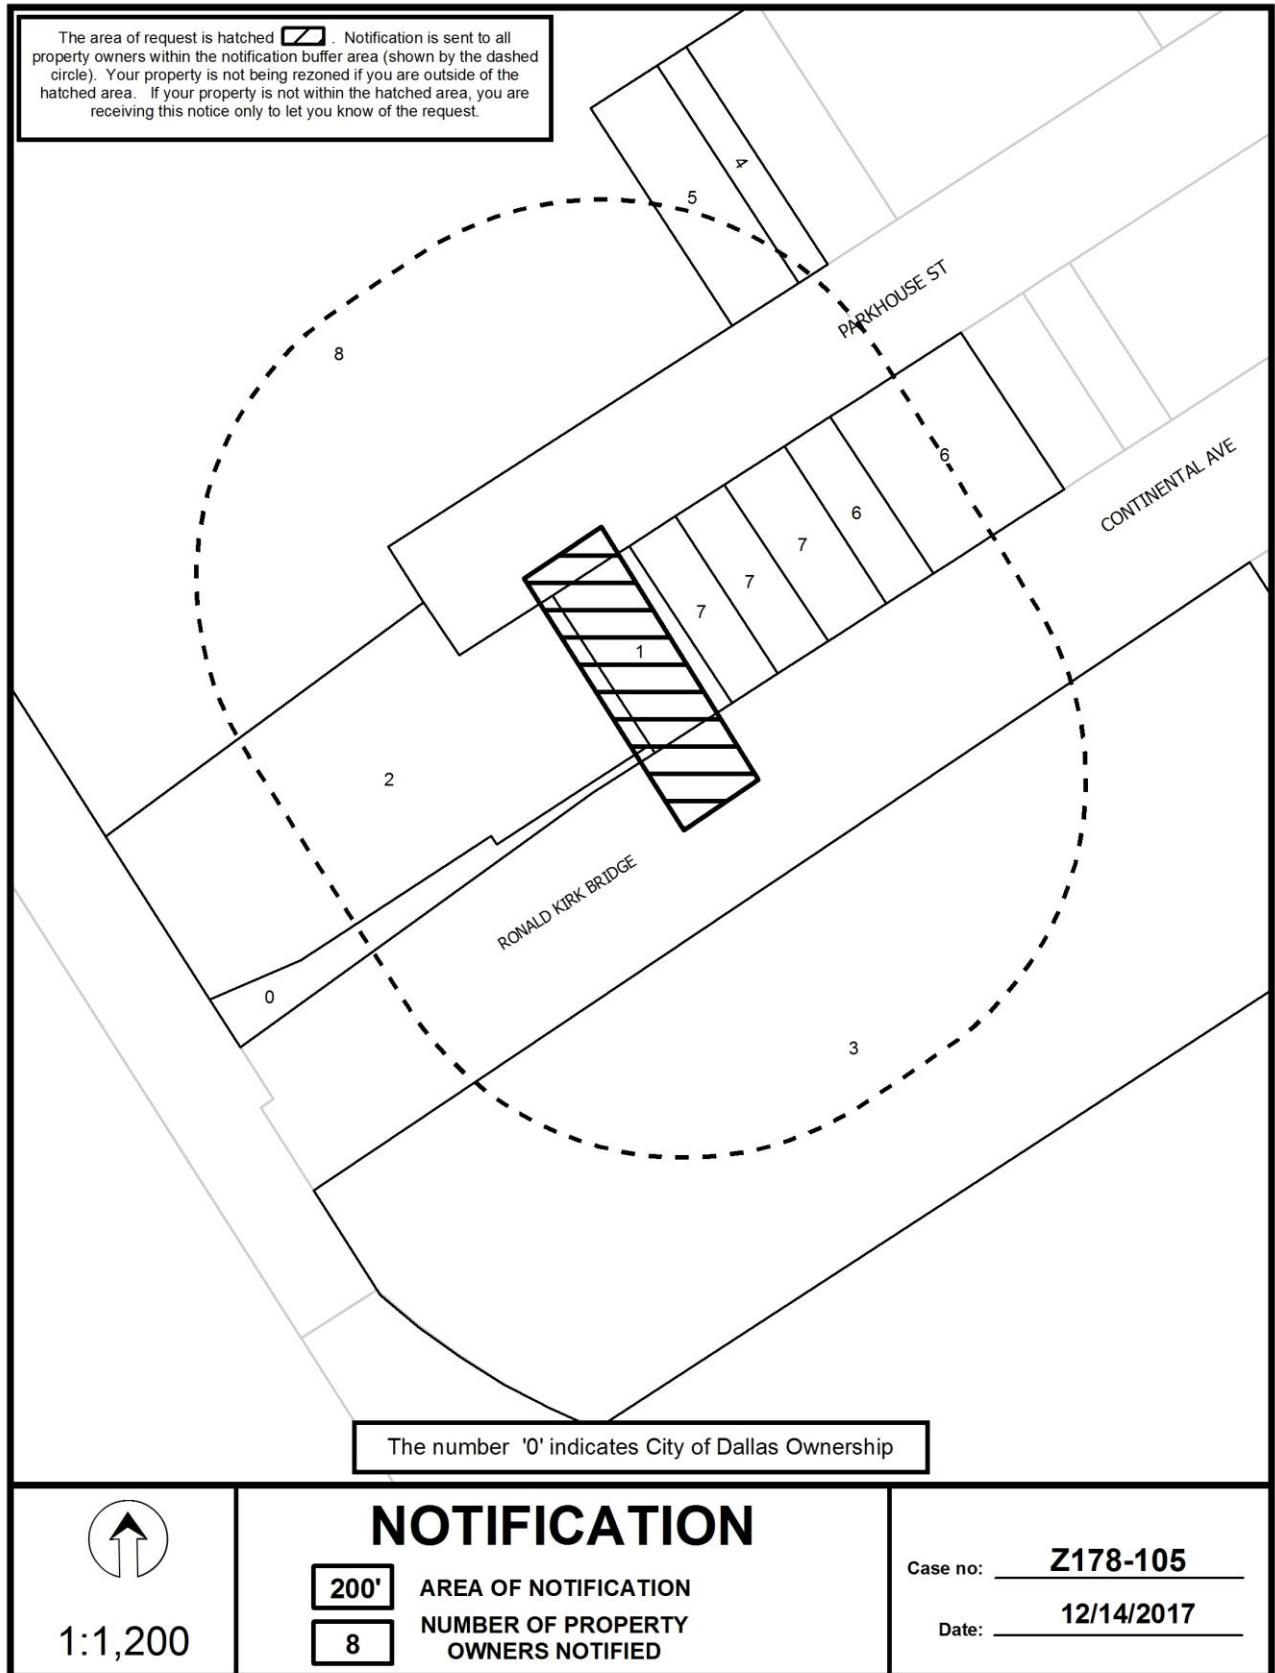 The area of request is hatched . Notification is sent to all
property owners within the notification buffer area (shown by the dashed
circle). Your property is not being rezoned if you are outside of the
hatched area. If your property is not within the hatched area, you are
receiving this notice only to let you know of the request.
4
5
PARKHOUSE ST
8
6
CONTINENTAL AVE
6
7
7
7
1
2
RONALD KIRK BRIDGE
0
3
The number '0' indicates City of Dallas Ownership
1:1,200
NOTIFICATION
200' AREA OF NOTIFICATION
8 NUMBER OF PROPERTY
OWNERS NOTIFIED
Case no: Z178-105
Date: 12/14/2017